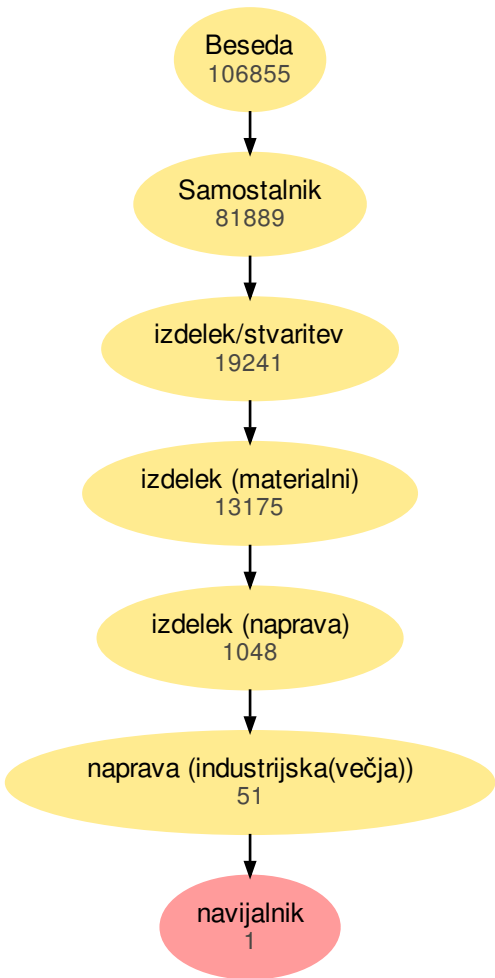 Beseda
106855
Samostalnik
81889
izdelek/stvaritev
19241
izdelek (materialni)
13175
izdelek (naprava)
1048
naprava (industrijska(večja))
51
navijalnik
1